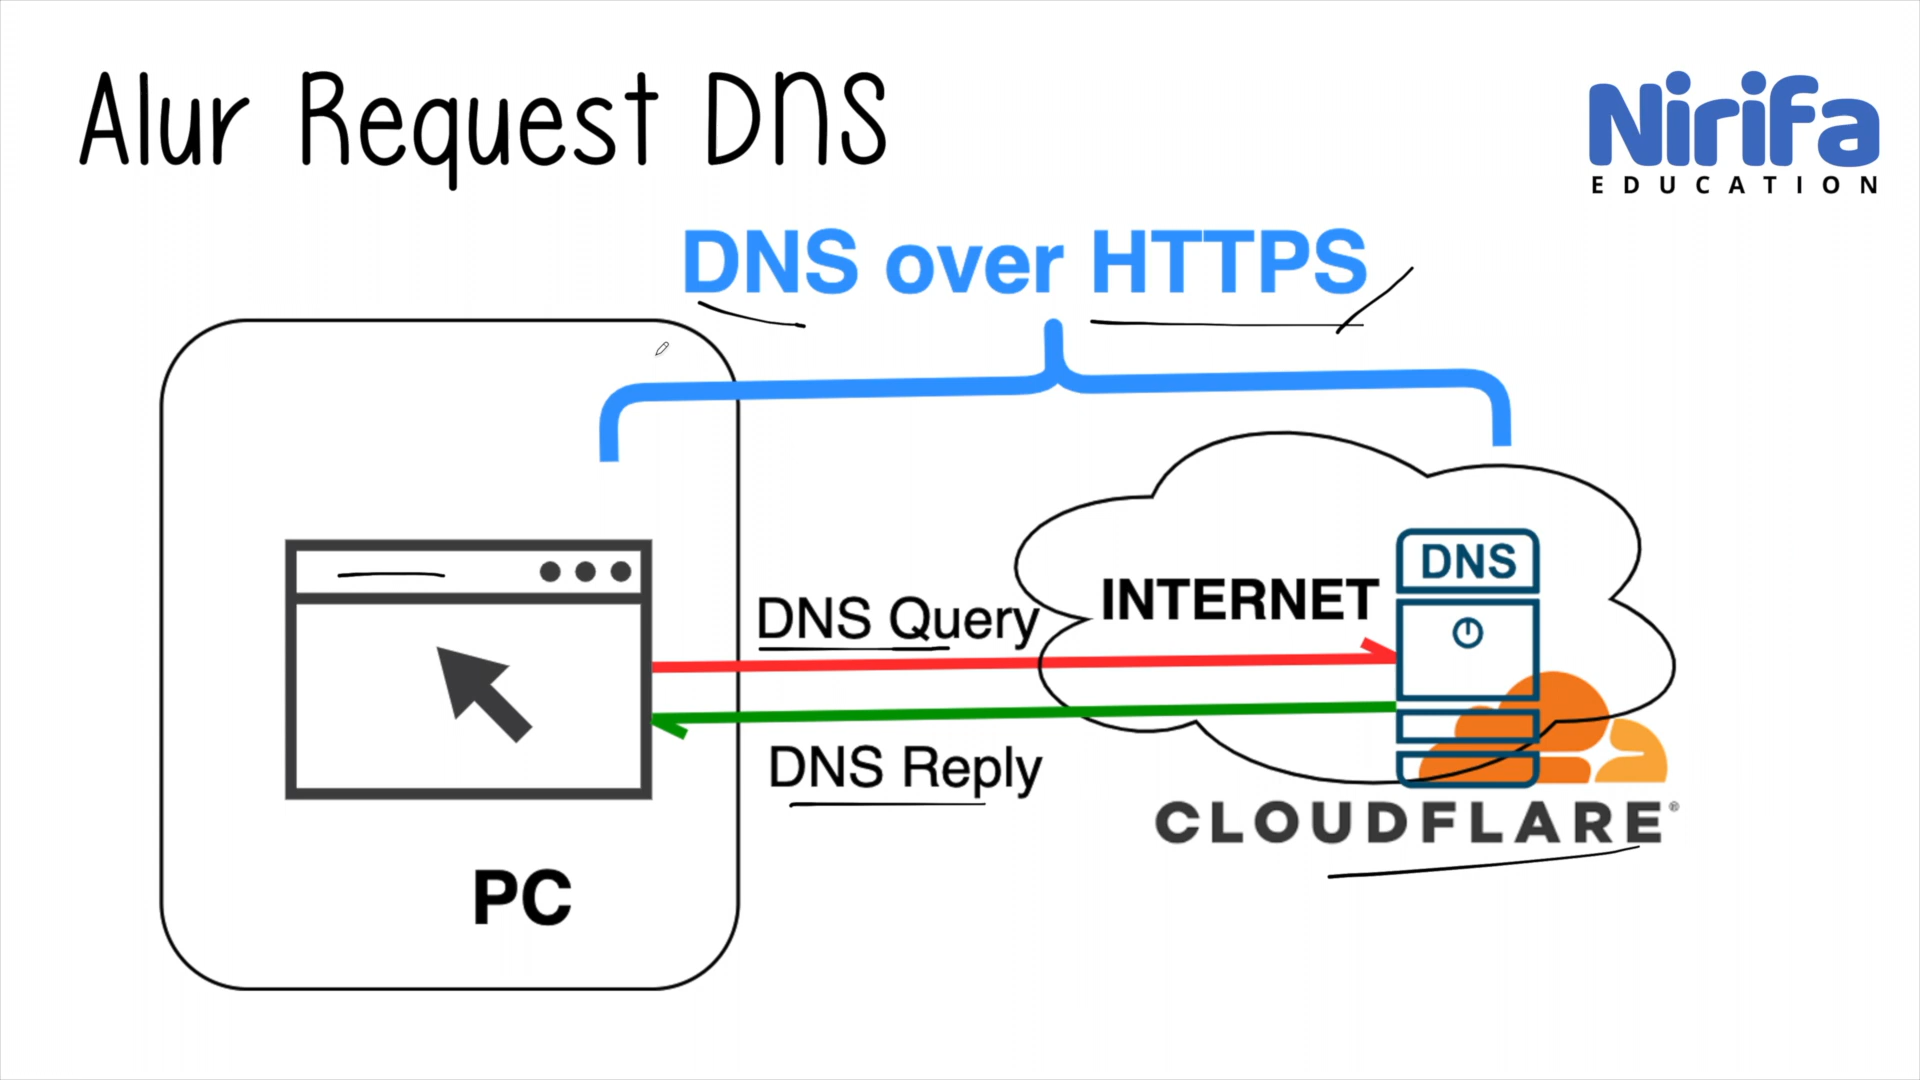 Alur Request DNS
Nirifa
EDUCATION
DNS over HTTPS
DNS
INTERNET
DNS Query
DNS Reply
CLOUDFLARE®
PC